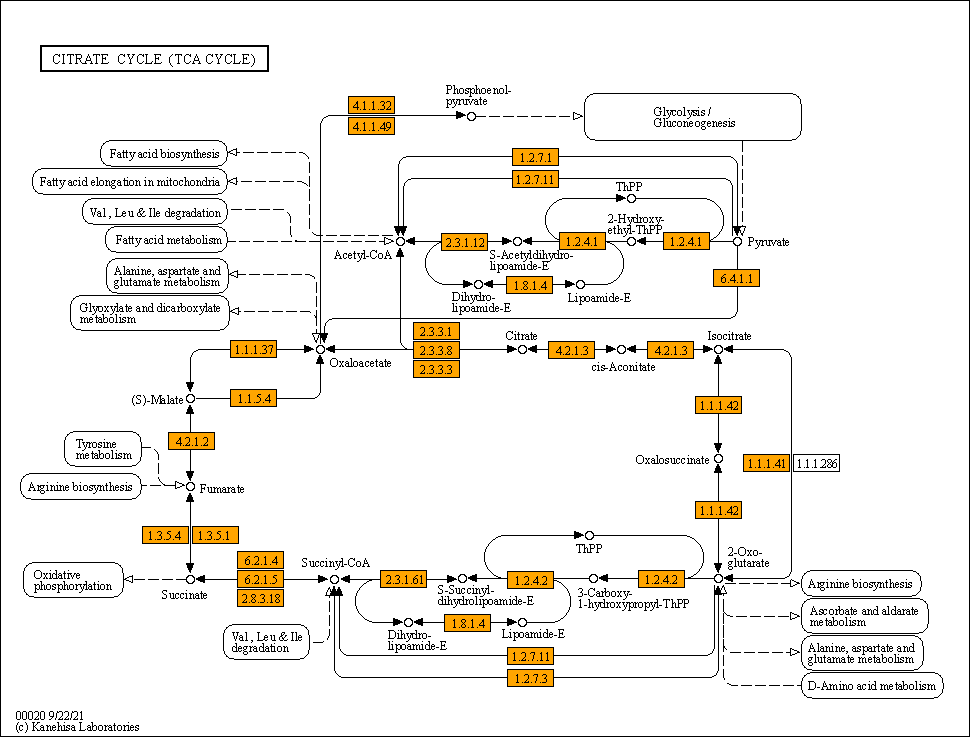 CITRATE CYCLE (TCA CYCLE)
Phosphoenol-
pyruvate
4.1.1.32
4.1.1.49
Glycolysis /
Gluconeogenesis
Fatty acid biosynthesis
Fatty acid elongation in mitochondria
Val, Leu & Ile degradation
Fatty acid metabolism
Alanine, aspartate and
glutamate metabolism
Glyoxylate and dicarboxylate
metabolism
1.2.7.1
1.2.7.11
ThPP
2-Hydroxy-
ethyl-ThPP
Acetyl-CoA
2.3.1.12
S-Acetyldihydro-
lipoamide-E
1.2.4.1
1.2.4.1
Pyruvate
6.4.1.1
Dihydro-
lipoamide-E
1.8.1.4
Lipoamide-E
1.1.1.37
Oxaloacetate
2.3.3.1
2.3.3.8
2.3.3.3
Citrate
4.2.1.3
cis-Aconitate
4.2.1.3
Isocitrate
(S)-Malate
1.1.5.4
1.1.1.42
4.2.1.2
Tyrosine
metabolism
Oxalosuccinate
1.1.1.41
1.1.1.286
Arginine biosynthesis
Fumarate
1.1.1.42
1.3.5.4
1.3.5.1
Oxidative
phosphorylation
Succinate
6.2.1.4
6.2.1.5
2.8.3.18
Succinyl-CoA
2.3.1.61
S-Succinyl-
dihydrolipoamide-E
ThPP
1.2.4.2
3-Carboxy-
1-hydroxypropyl-ThPP
1.2.4.2
2-Oxo-
glutarate
Dihydro-
lipoamide-E
1.8.1.4
Lipoamide-E
Val, Leu & Ile
degradation
1.2.7.11
1.2.7.3
Arginine biosynthesis
Ascorbate and aldarate
metabolism
Alanine, aspartate and
glutamate metabolism
D-Amino acid metabolism
00020 9/22/21
(c) Kanehisa Laboratories